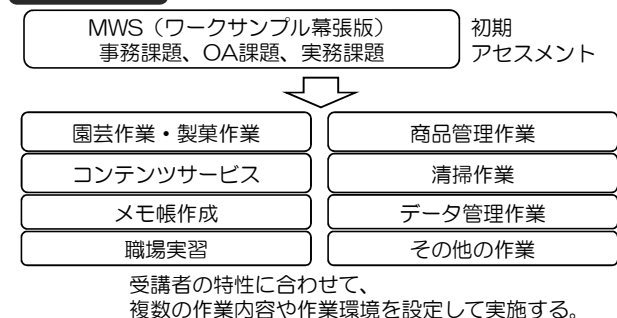 MWS（ワークサンプル幕張版）
事務課題、OA課題、実務課題
初期
アセスメント
園芸作業・製菓作業
商品管理作業
コンテンツサービス
清掃作業
メモ帳作成
データ管理作業
職場実習
その他の作業
受講者の特性に合わせて、
複数の作業内容や作業環境を設定して実施する。